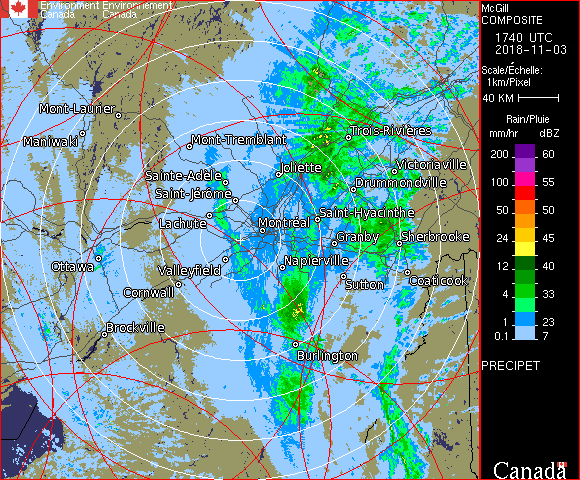 Environment Environnement
Canada Canada
McGill
COMPOSITE
1740 UTC
2018-11-03
Scale/Échelle:
1km/Pixel
40 KM
Rain/Pluie
mm/hr dBZ
200 60
100 55
50 50
24 45
12 40
4 33
1 23
0.1 7
PRECIPET
Canada
Mont-Laurier
Maniwaki
Mont-Tremblant
Trois-Rivières
Joliette
Victoriaville
Sainte-Adèle
Drummondville
Saint-Jérôme
Saint-Hyacinthe
Lachute
Montréal
Granby
Sherbrooke
Ottawa
Valleyfield
Napierville
Coaticook
Sutton
Cornwall
Brockville
Burlington